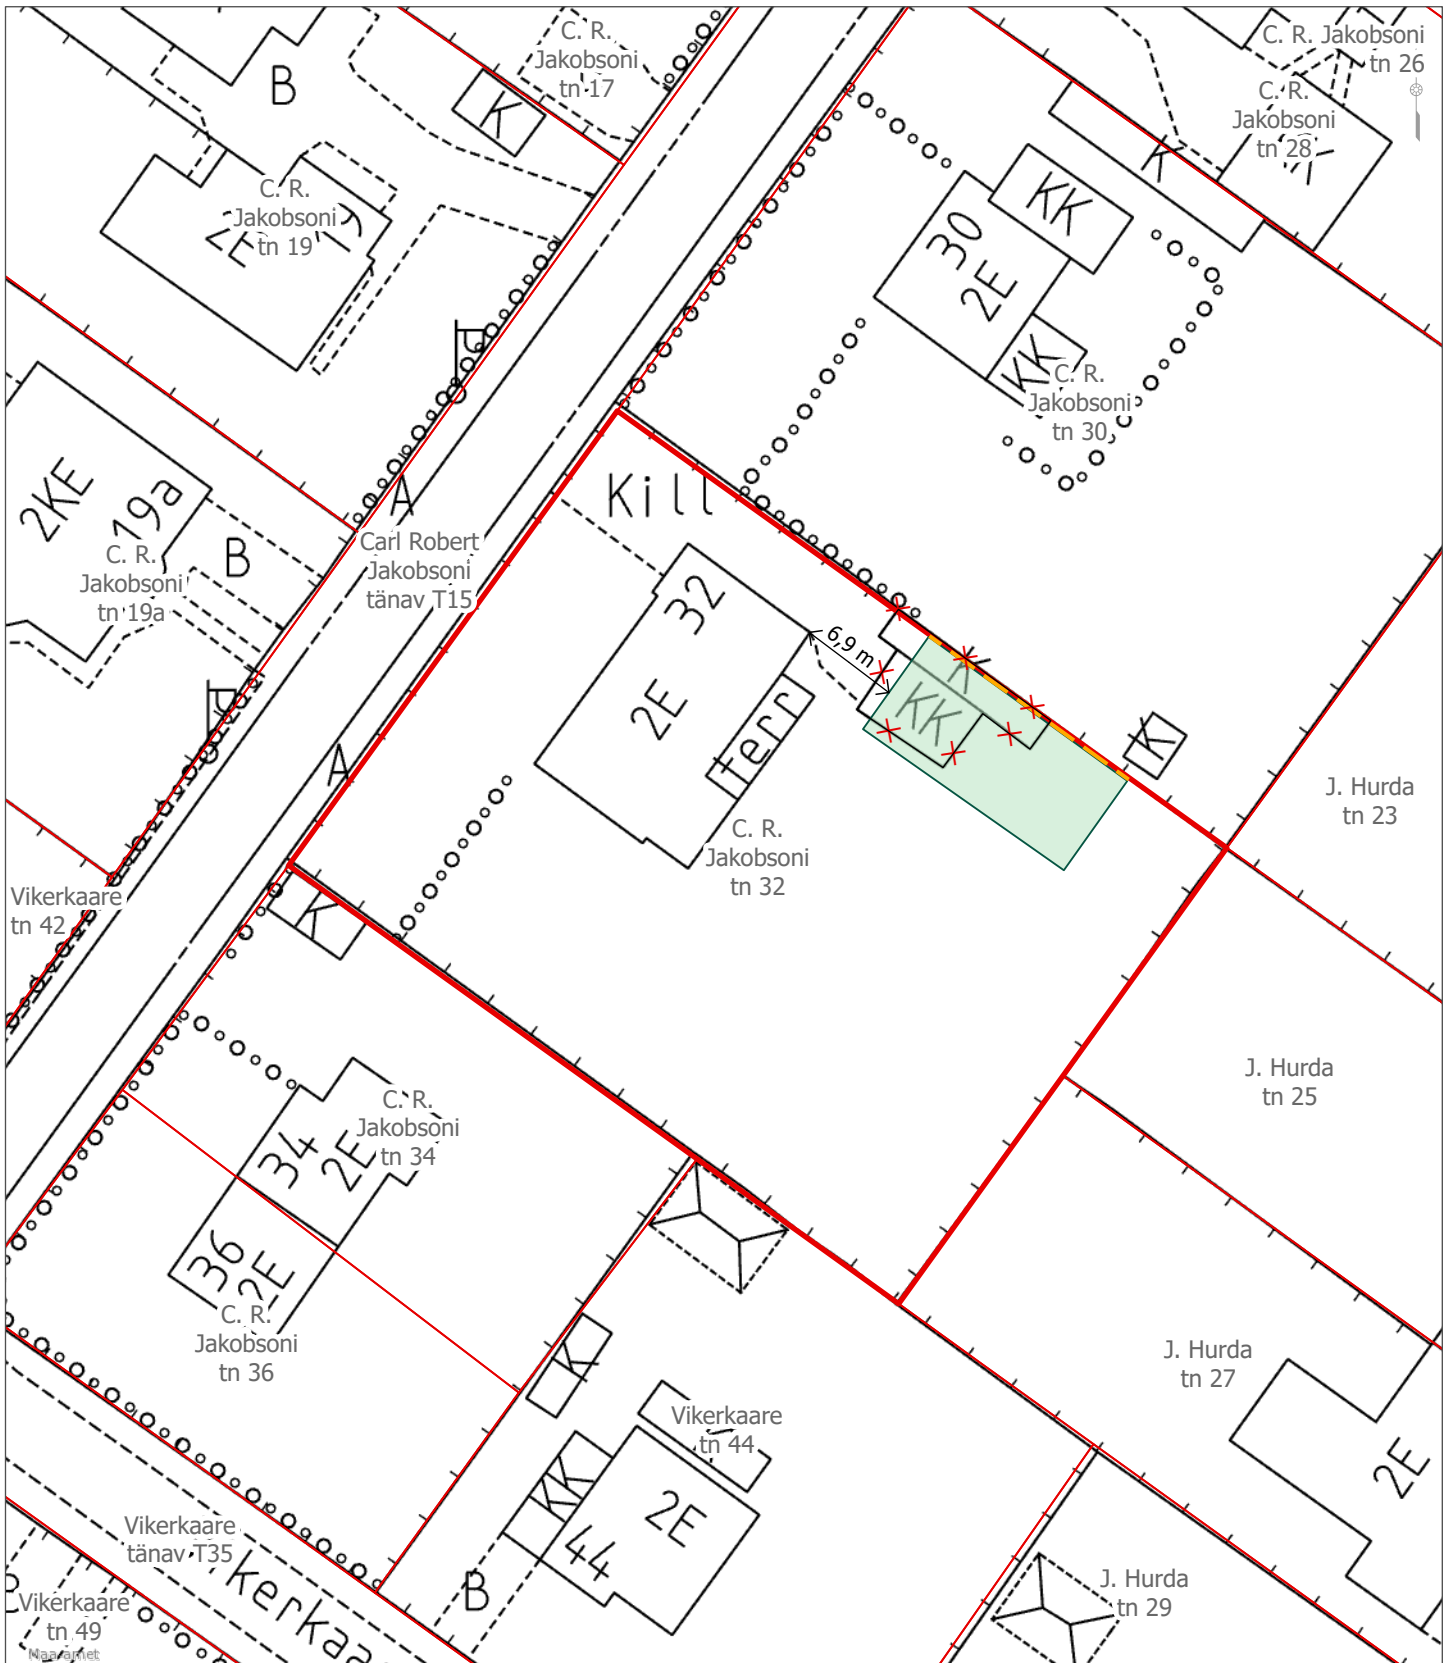 C. R.
Jakobsoni
tn 17
C. R. Jakobsoni
tn 26
B
K
C. R.
Jakobsoni
tn 28
K
C. R.
Jakobsoni
tn 19
KK
30
2E
KK
C. R.
Jakobsoni
tn 30
2KE
19a
C. R.
Jakobsoni
tn 19a
B
A
Kill
Carl Robert
Jakobsoni
tänav T15
32
2E
terr
6,9 m
K
KK
K
A
C. R.
Jakobsoni
tn 32
J. Hurda
tn 23
Vikerkaare
tn 42
K
J. Hurda
tn 25
C. R.
Jakobsoni
tn 34
34
2E
36
2E
C. R.
Jakobsoni
tn 36
K
J. Hurda
tn 27
2E
Vikerkaare
tn 44
KK
2E
44
B
Vikerkaare
tänav T35
kerkaa
J. Hurda
tn 29
Vikerkaare
tn 49
Maa-amet